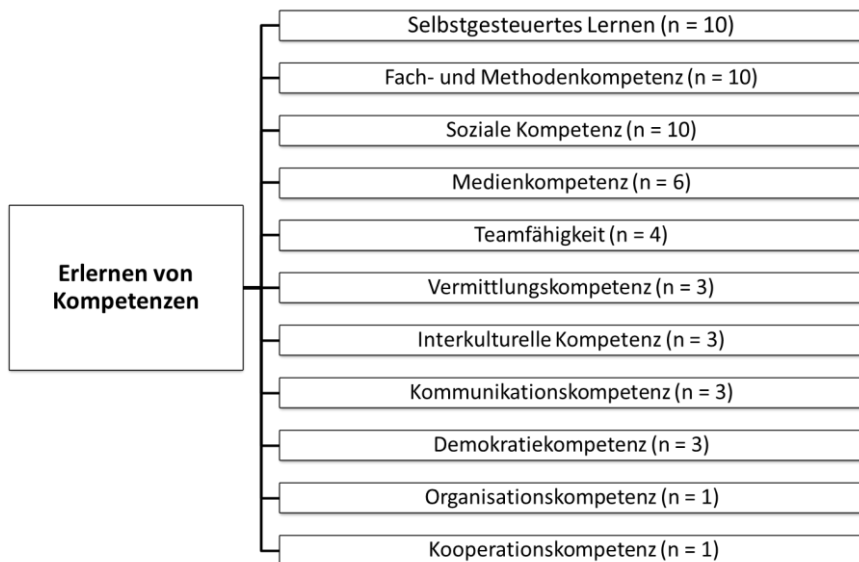 Selbstgesteuertes Lernen (n = 10)
Fach- und Methodenkompetenz (n = 10)
Soziale Kompetenz (n = 10)
Medienkompetenz (n = 6)
Teamfähigkeit (n = 4)
Erlernen von
Kompetenzen
Vermittlungskompetenz (n = 3)
Interkulturelle Kompetenz (n = 3)
Kommunikationskompetenz (n = 3)
Demokratiekompetenz (n = 3)
Organisationskompetenz (n = 1)
Kooperationskompetenz (n = 1)